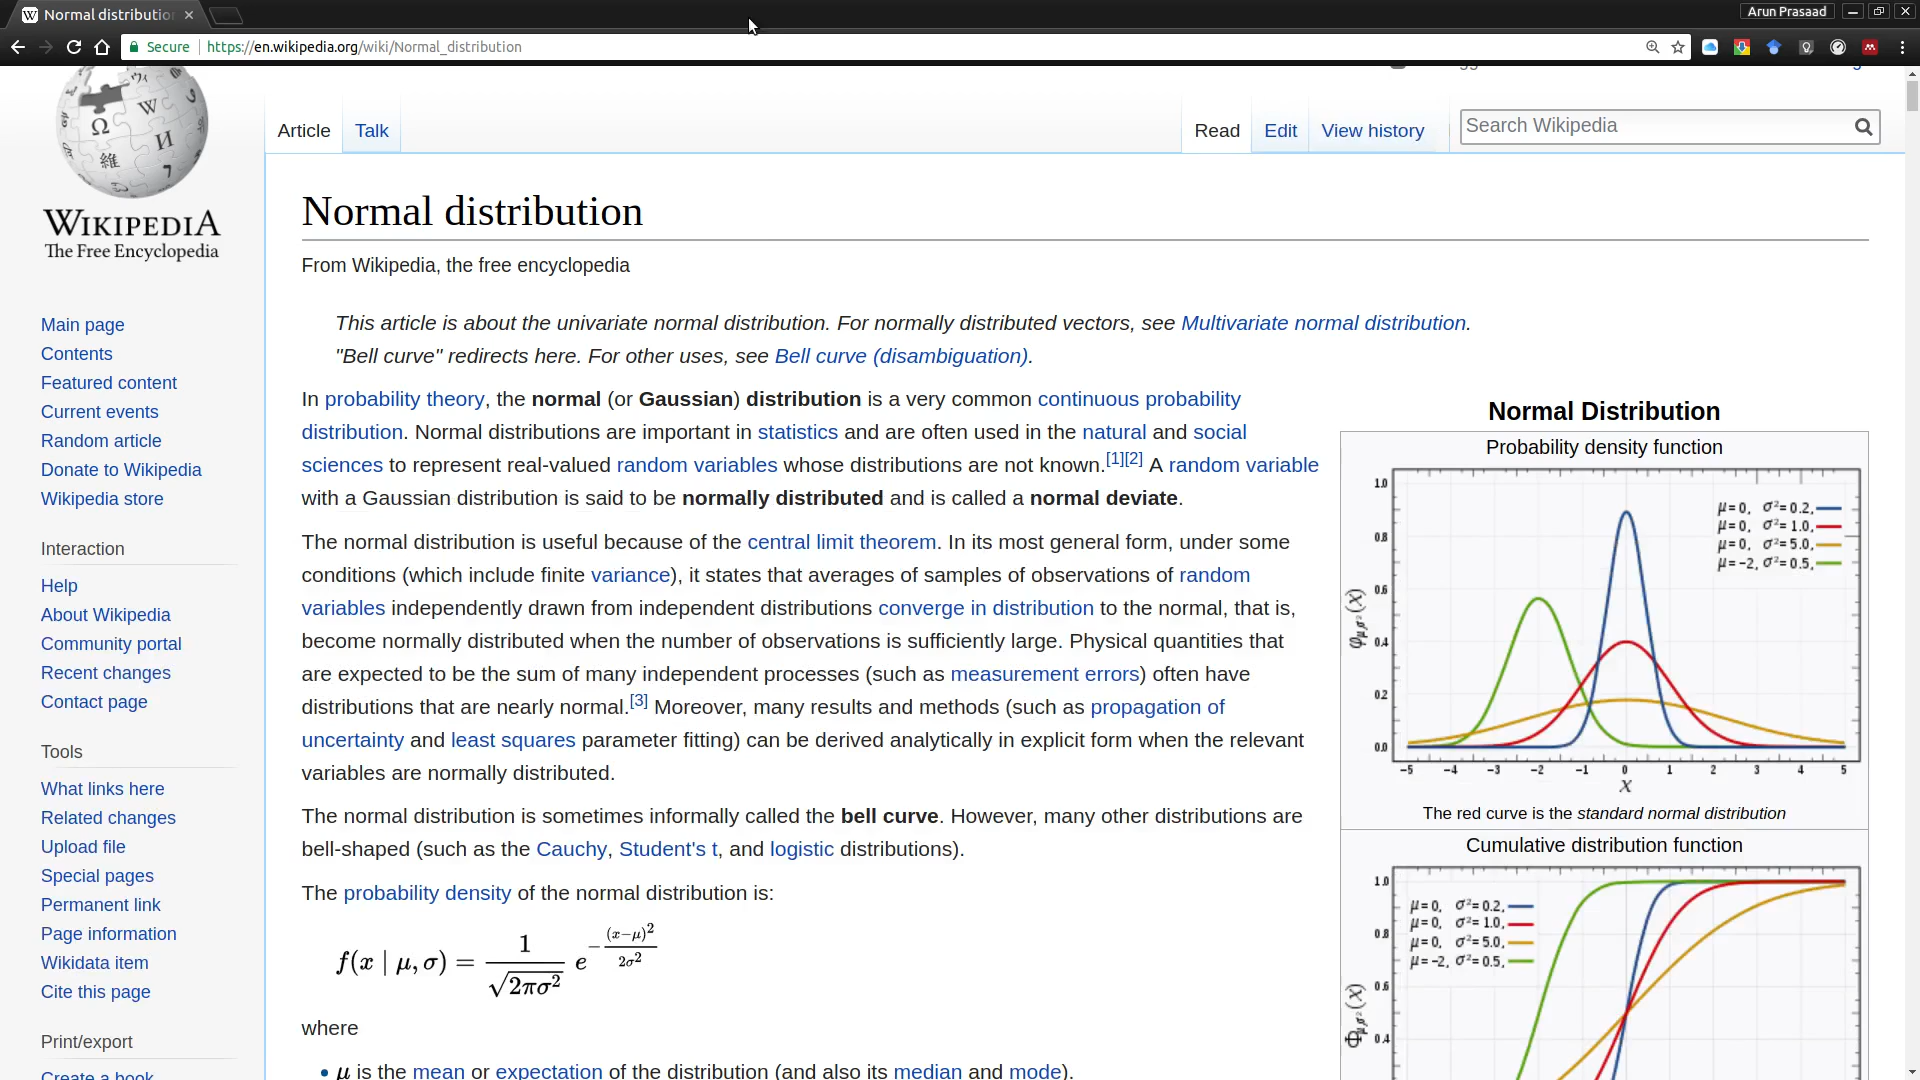 Normal distributio
Arun Prasaad
Secure
https://en.wikipedia.org/wiki/Normal_distribution
Article
Talk
Read
Edit
View history
Search Wikipedia
WIKIPEDIA
The Free Encyclopedia
Main page
Contents
Featured content
Current events
Random article
Donate to Wikipedia
Wikipedia store
Interaction
Help
About Wikipedia
Community portal
Recent changes
Contact page
Tools
What links here
Related changes
Upload file
Special pages
Permanent link
Page information
Wikidata item
Cite this page
Print/export
Create a book
Normal distribution
From Wikipedia, the free encyclopedia
This article is about the univariate normal distribution. For normally distributed vectors, see Multivariate normal distribution.
"Bell curve" redirects here. For other uses, see Bell curve (disambiguation).
In probability theory, the normal (or Gaussian) distribution is a very common continuous probability
distribution. Normal distributions are important in statistics and are often used in the natural and social
sciences to represent real-valued random variables whose distributions are not known.[1][2] A random variable
with a Gaussian distribution is said to be normally distributed and is called a normal deviate.
The normal distribution is useful because of the central limit theorem. In its most general form, under some
conditions (which include finite variance), it states that averages of samples of observations of random
variables independently drawn from independent distributions converge in distribution to the normal, that is,
become normally distributed when the number of observations is sufficiently large. Physical quantities that
are expected to be the sum of many independent processes (such as measurement errors) often have
distributions that are nearly normal.[3] Moreover, many results and methods (such as propagation of
uncertainty and least squares parameter fitting) can be derived analytically in explicit form when the relevant
variables are normally distributed.
The normal distribution is sometimes informally called the bell curve. However, many other distributions are
bell-shaped (such as the Cauchy, Student's t, and logistic distributions).
The probability density of the normal distribution is:
f(x | μ, σ) = 1/√(2πσ²) e^(−(x−μ)²/2σ²)
where
• μ is the mean or expectation of the distribution (and also its median and mode).
Normal Distribution
Probability density function
φμ,σ²(x)
1.0
0.8
0.6
0.4
0.2
0.0
μ=0, σ²=0.2,
μ=0, σ²=1.0,
μ=0, σ²=5.0,
μ=−2, σ²=0.5,
−5 −4 −3 −2 −1 0 1 2 3 4 5
x
The red curve is the standard normal distribution
Cumulative distribution function
Φμ,σ²(x)
1.0
0.8
0.6
0.4
μ=0, σ²=0.2,
μ=0, σ²=1.0,
μ=0, σ²=5.0,
μ=−2, σ²=0.5,